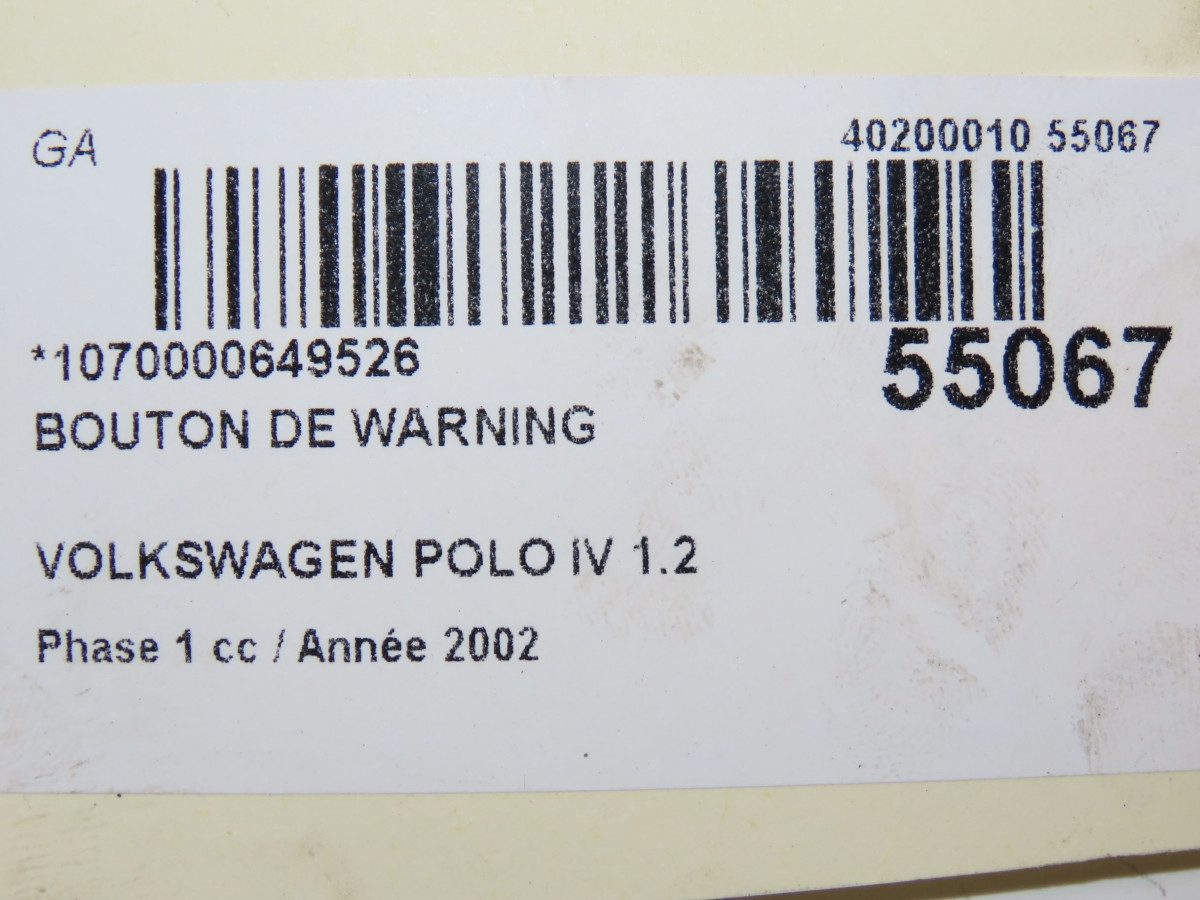 GA
40200010 55067
*1070000649526
55067
BOUTON DE WARNING
VOLKSWAGEN POLO IV 1.2
Phase 1 cc / Année 2002